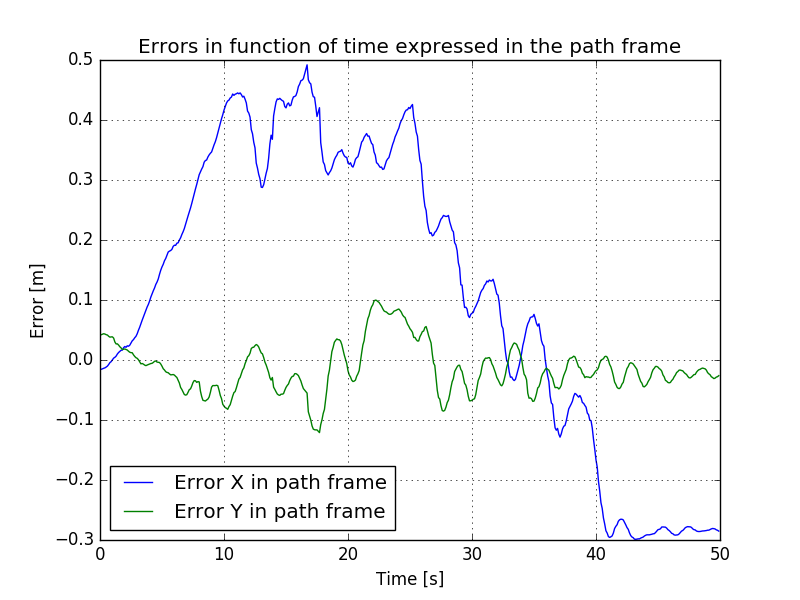 Errors in function of time expressed in the path frame
0.5
0.4
0.3
0.2
0.1
0.0
−0.1
−0.2
−0.3
Error [m]
Error X in path frame
Error Y in path frame
0 10 20 30 40 50
Time [s]